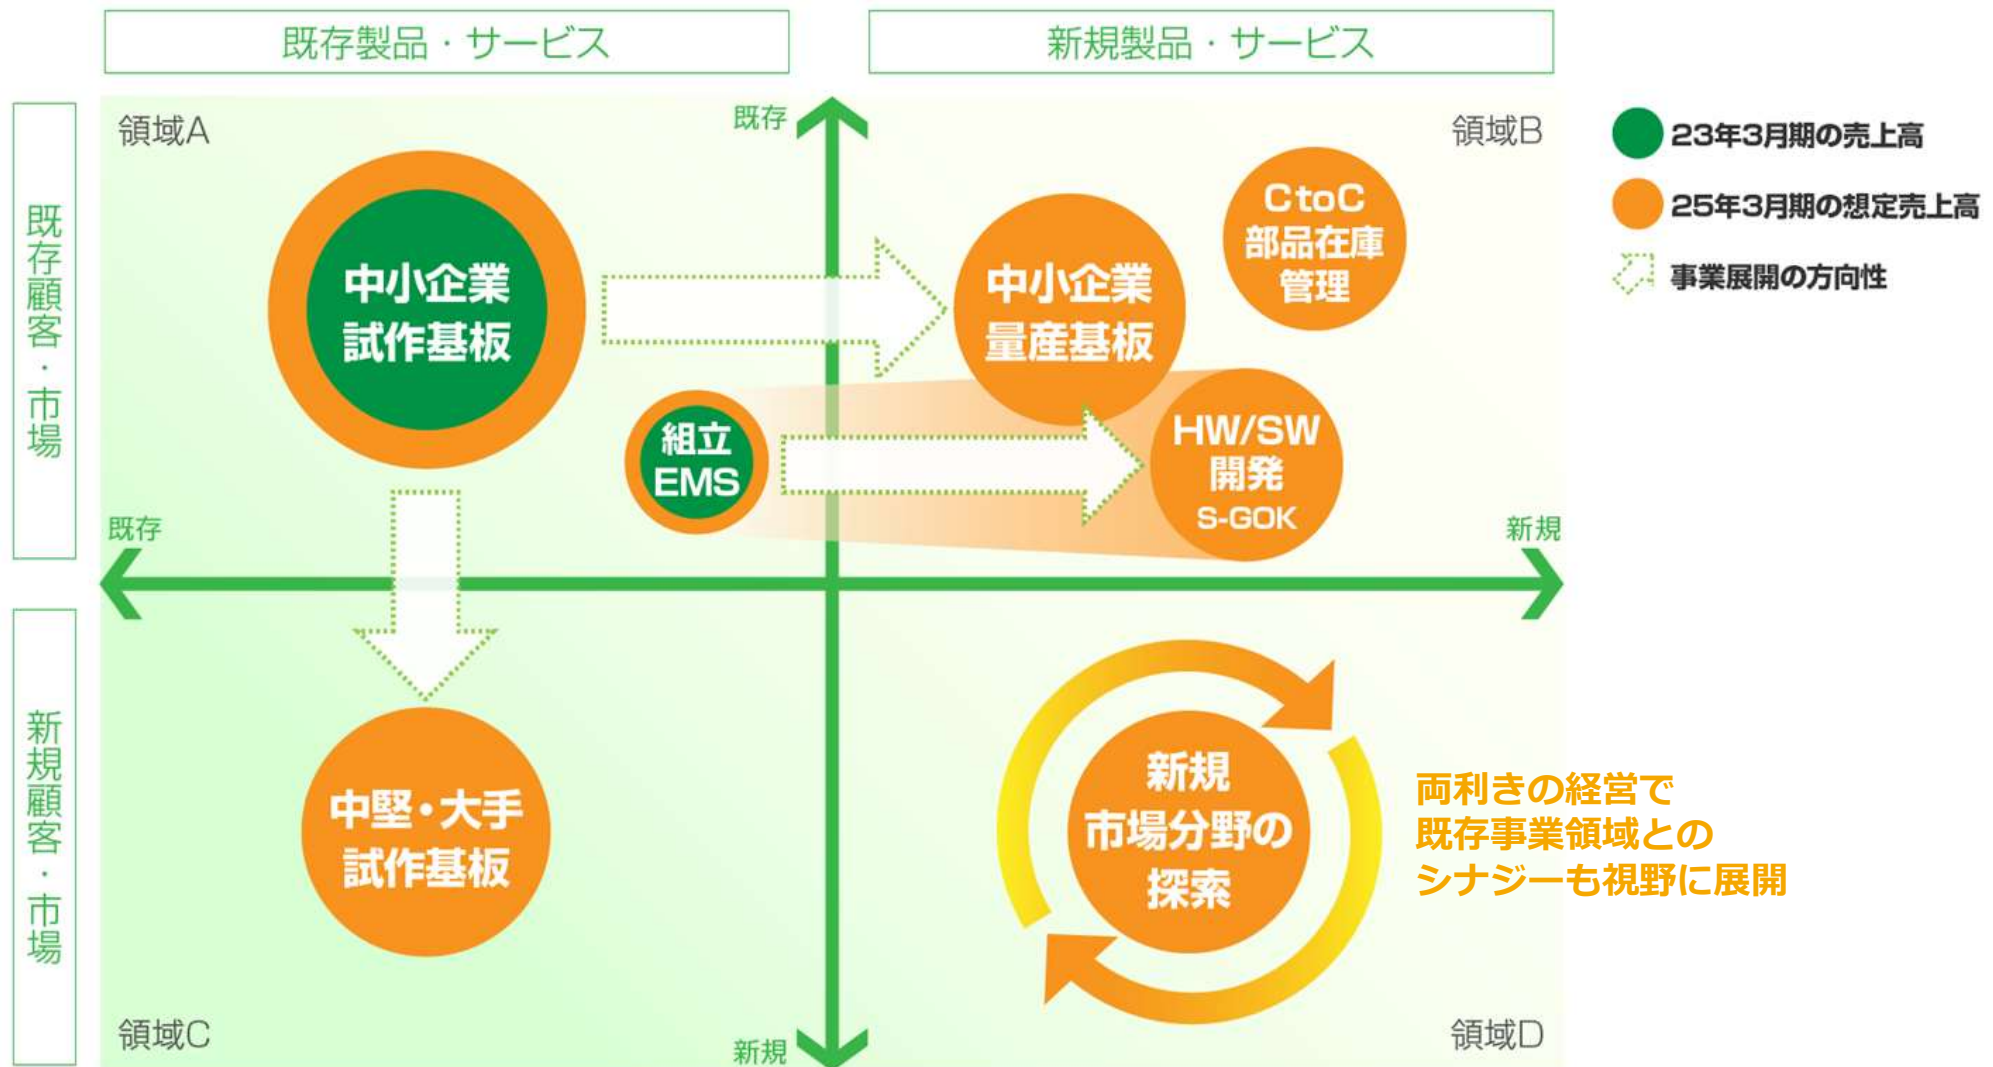 既存製品・サービス
新規製品・サービス
既存顧客・市場
新規顧客・市場
領域A
既存
領域B
23年3月期の売上高
25年3月期の想定売上高
事業展開の方向性
中小企業
試作基板
中小企業
量産基板
CtoC
部品在庫
管理
組立
EMS
HW/SW
開発
S-GOK
既存
新規
中堅・大手
試作基板
新規
市場分野の
探索
両利きの経営で
既存事業領域との
シナジーも視野に展開
領域C
新規
領域D